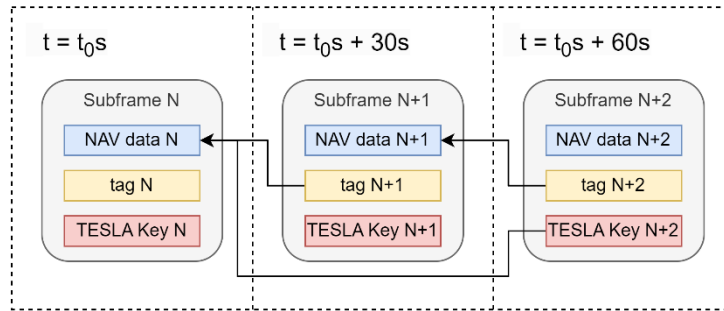 t = t₀s
Subframe N
NAV data N
tag N
TESLA Key N
t = t₀s + 30s
Subframe N+1
NAV data N+1
tag N+1
TESLA Key N+1
t = t₀s + 60s
Subframe N+2
NAV data N+2
tag N+2
TESLA Key N+2